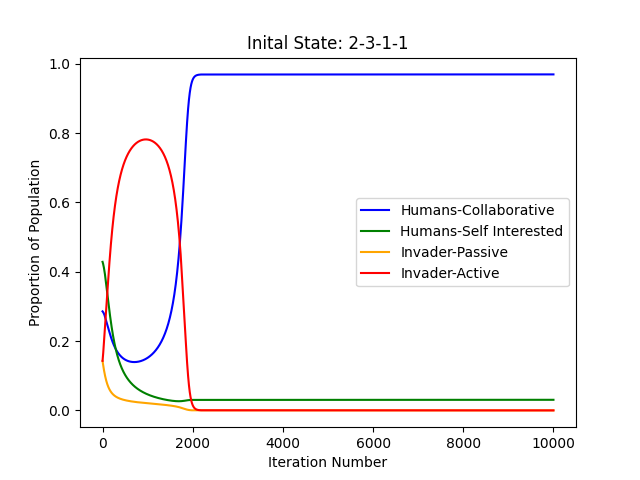 Inital State: 2-3-1-1
1.0
0.8
0.6
0.4
0.2
0.0
Proportion of Population
Humans-Collaborative
Humans-Self Interested
Invader-Passive
Invader-Active
0 2000 4000 6000 8000 10000
Iteration Number